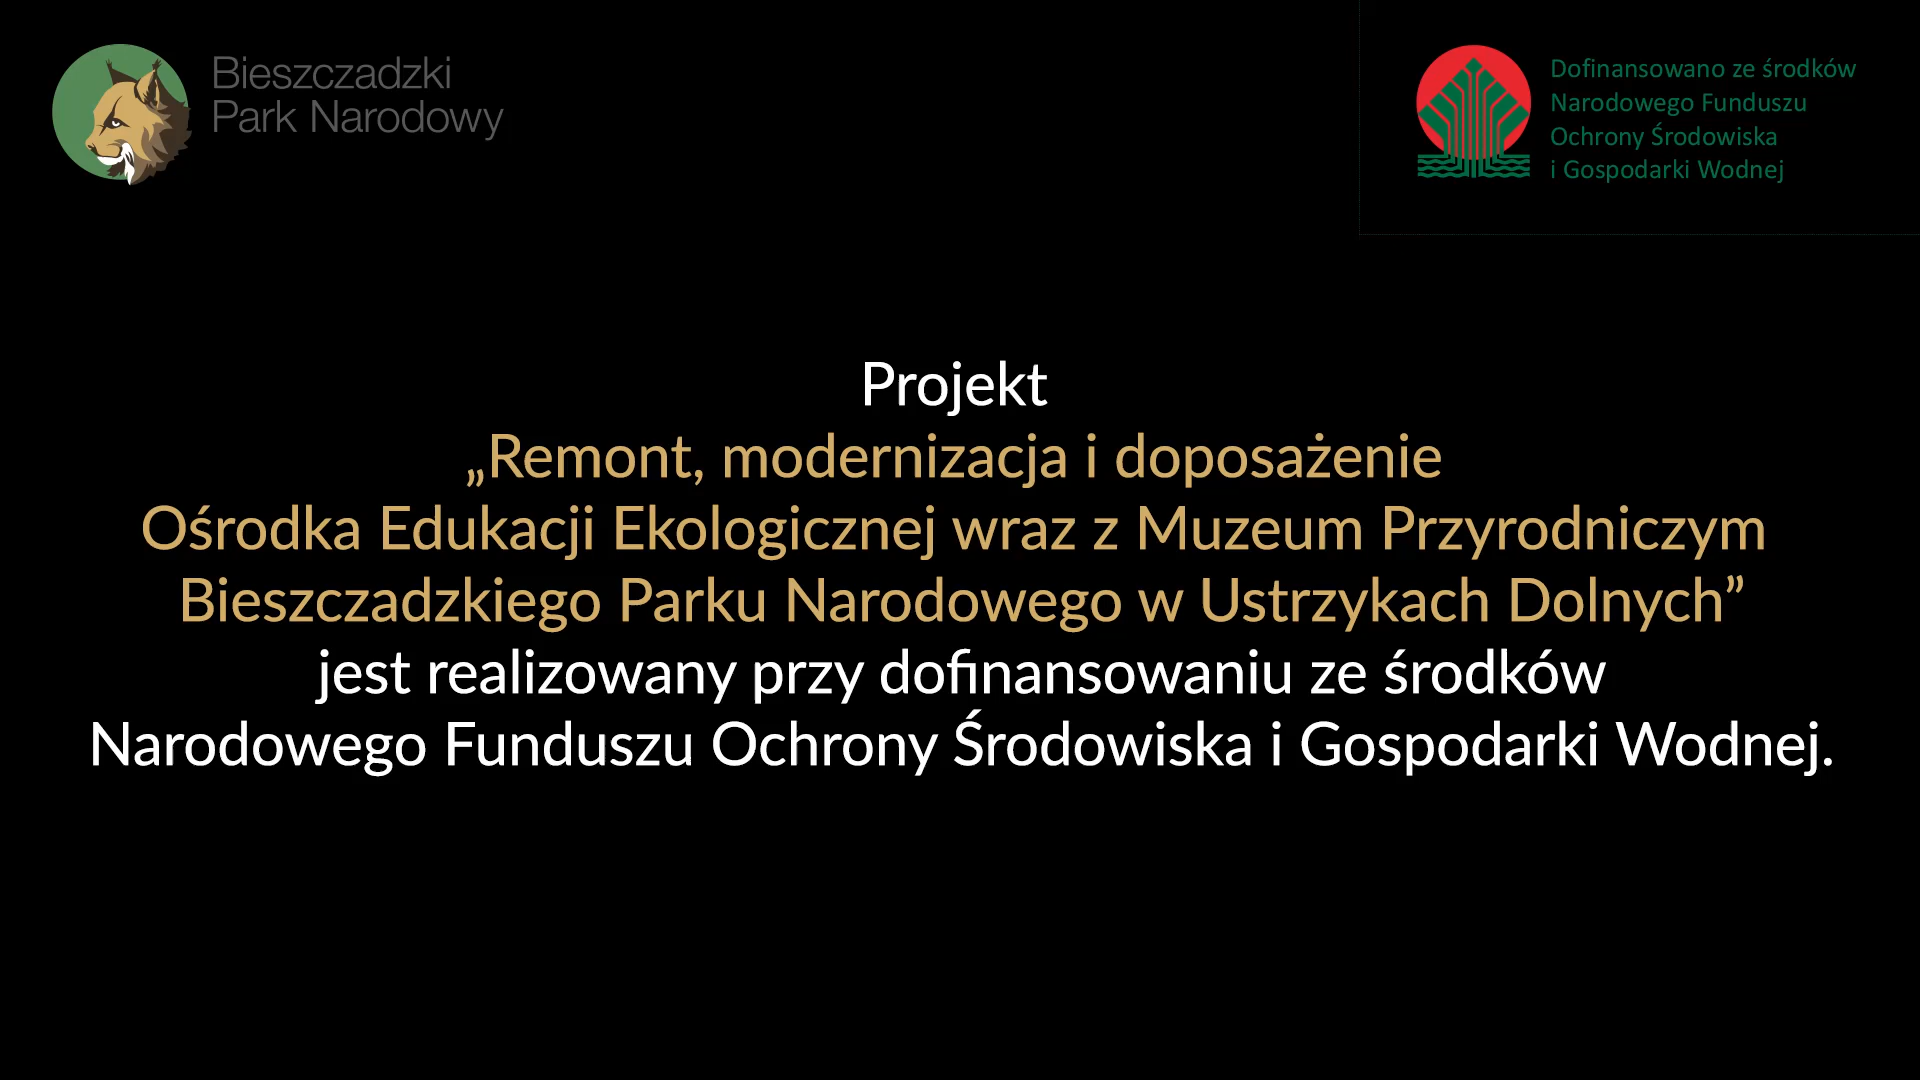 Bieszczadzki
Park Narodowy
Dofinansowano ze środków
Narodowego Funduszu
Ochrony Środowiska
i Gospodarki Wodnej
Projekt
„Remont, modernizacja i doposażenie
Ośrodka Edukacji Ekologicznej wraz z Muzeum Przyrodniczym
Bieszczadzkiego Parku Narodowego w Ustrzykach Dolnych”
jest realizowany przy dofinansowaniu ze środków
Narodowego Funduszu Ochrony Środowiska i Gospodarki Wodnej.